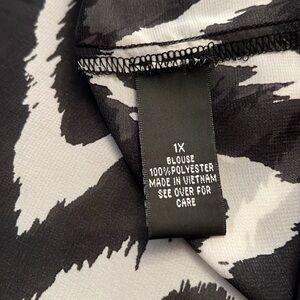 1X
BLOUSE
100%POLYESTER
MADE IN VIETNAM
SEE OVER FOR
CARE